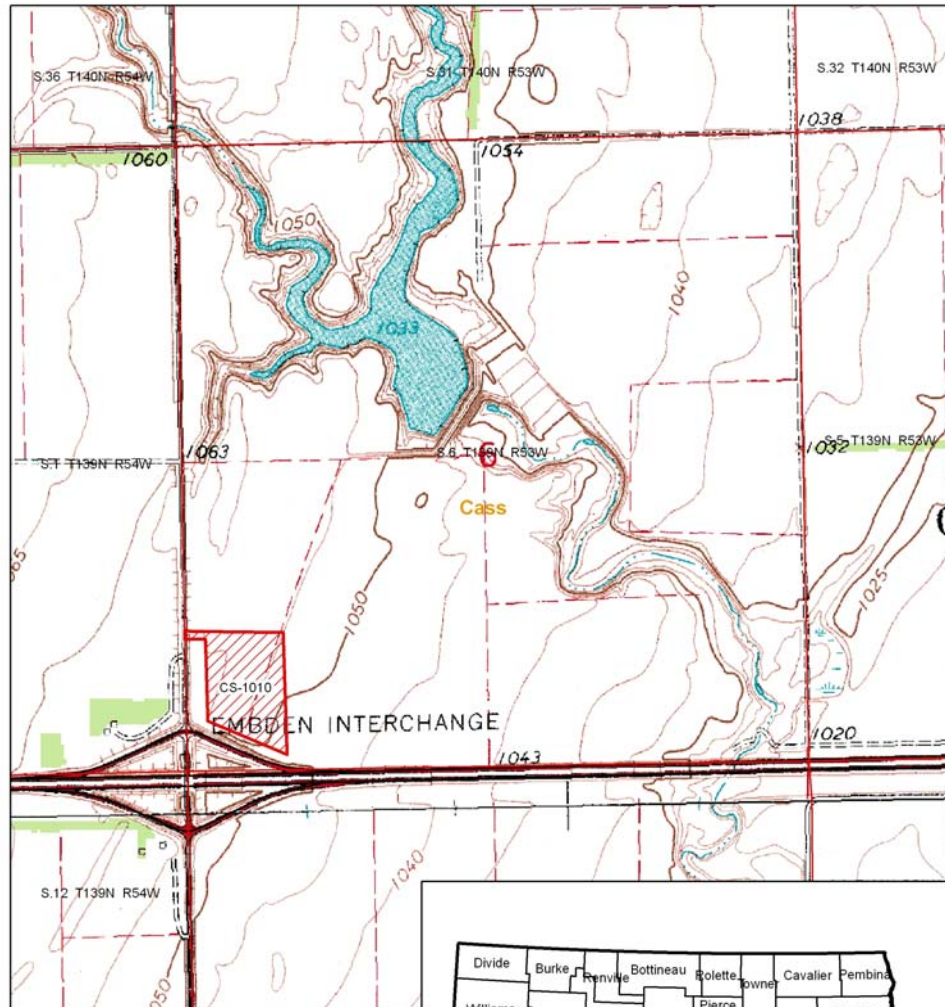 S.36 T140N R54W
S.31 T140N R53W
S.32 T140N R53W
1038
1060
1054
1050
1040
1033
1063
S.1 T139N R54W
S.6 T139N R53W
6
1032
S.5 T139N R53W
Cass
1025
1050
CS-1010
EMBDEN INTERCHANGE
1043
1020
S.12 T139N R54W
1040
1050
Divide
Burke
Renville
Bottineau
Rolette
Towner
Cavalier
Pembina
Williams
Pierce